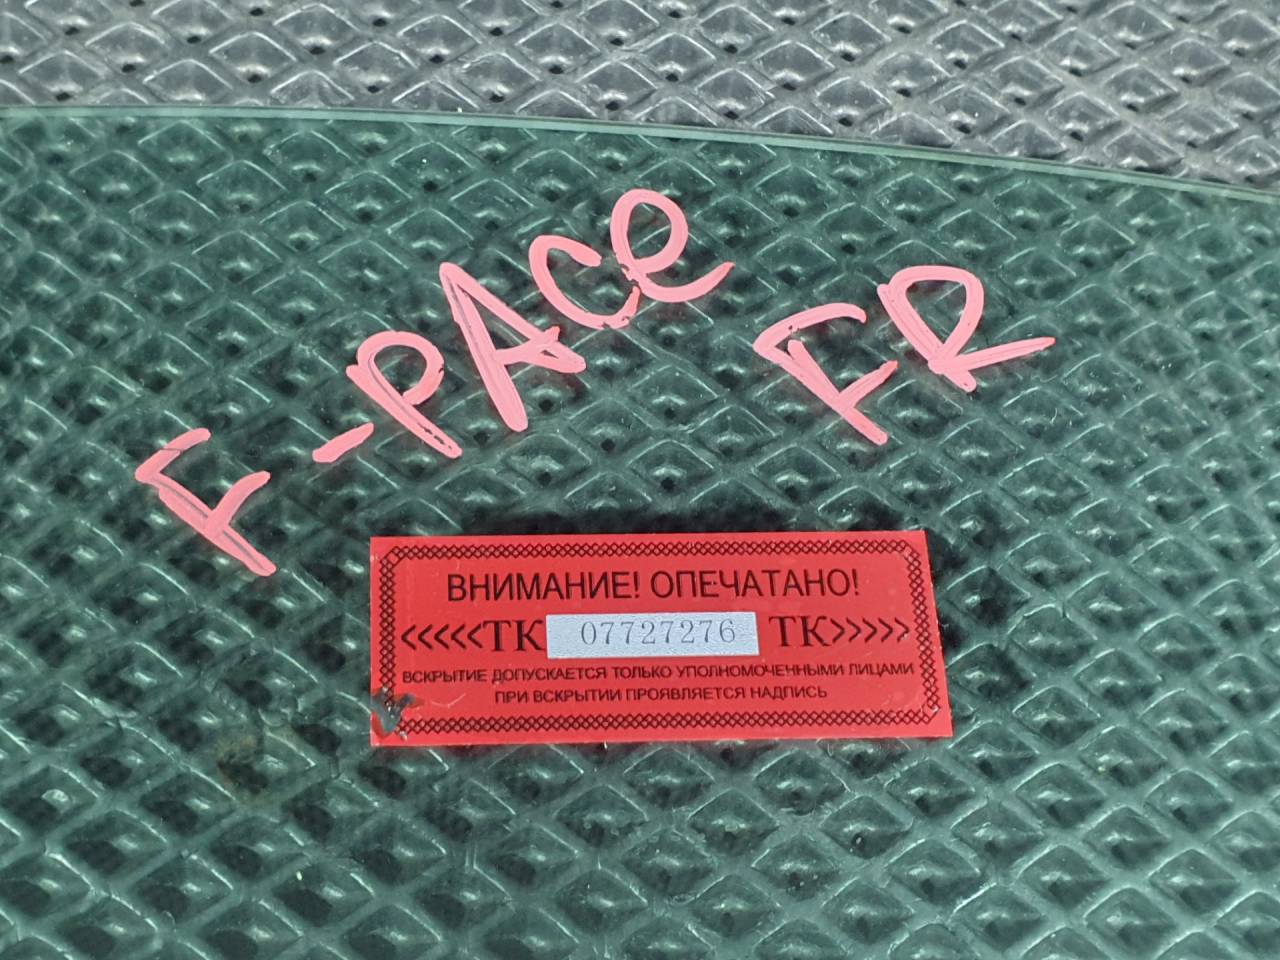 F-PACe FR
ВНИМАНИЕ! ОПЕЧАТАНО!
<<<<<ТК 07727276 ТК>>>>>
ВСКРЫТИЕ ДОПУСКАЕТСЯ ТОЛЬКО УПОЛНОМОЧЕННЫМИ ЛИЦАМИ
ПРИ ВСКРЫТИИ ПРОЯВЛЯЕТСЯ НАДПИСЬ